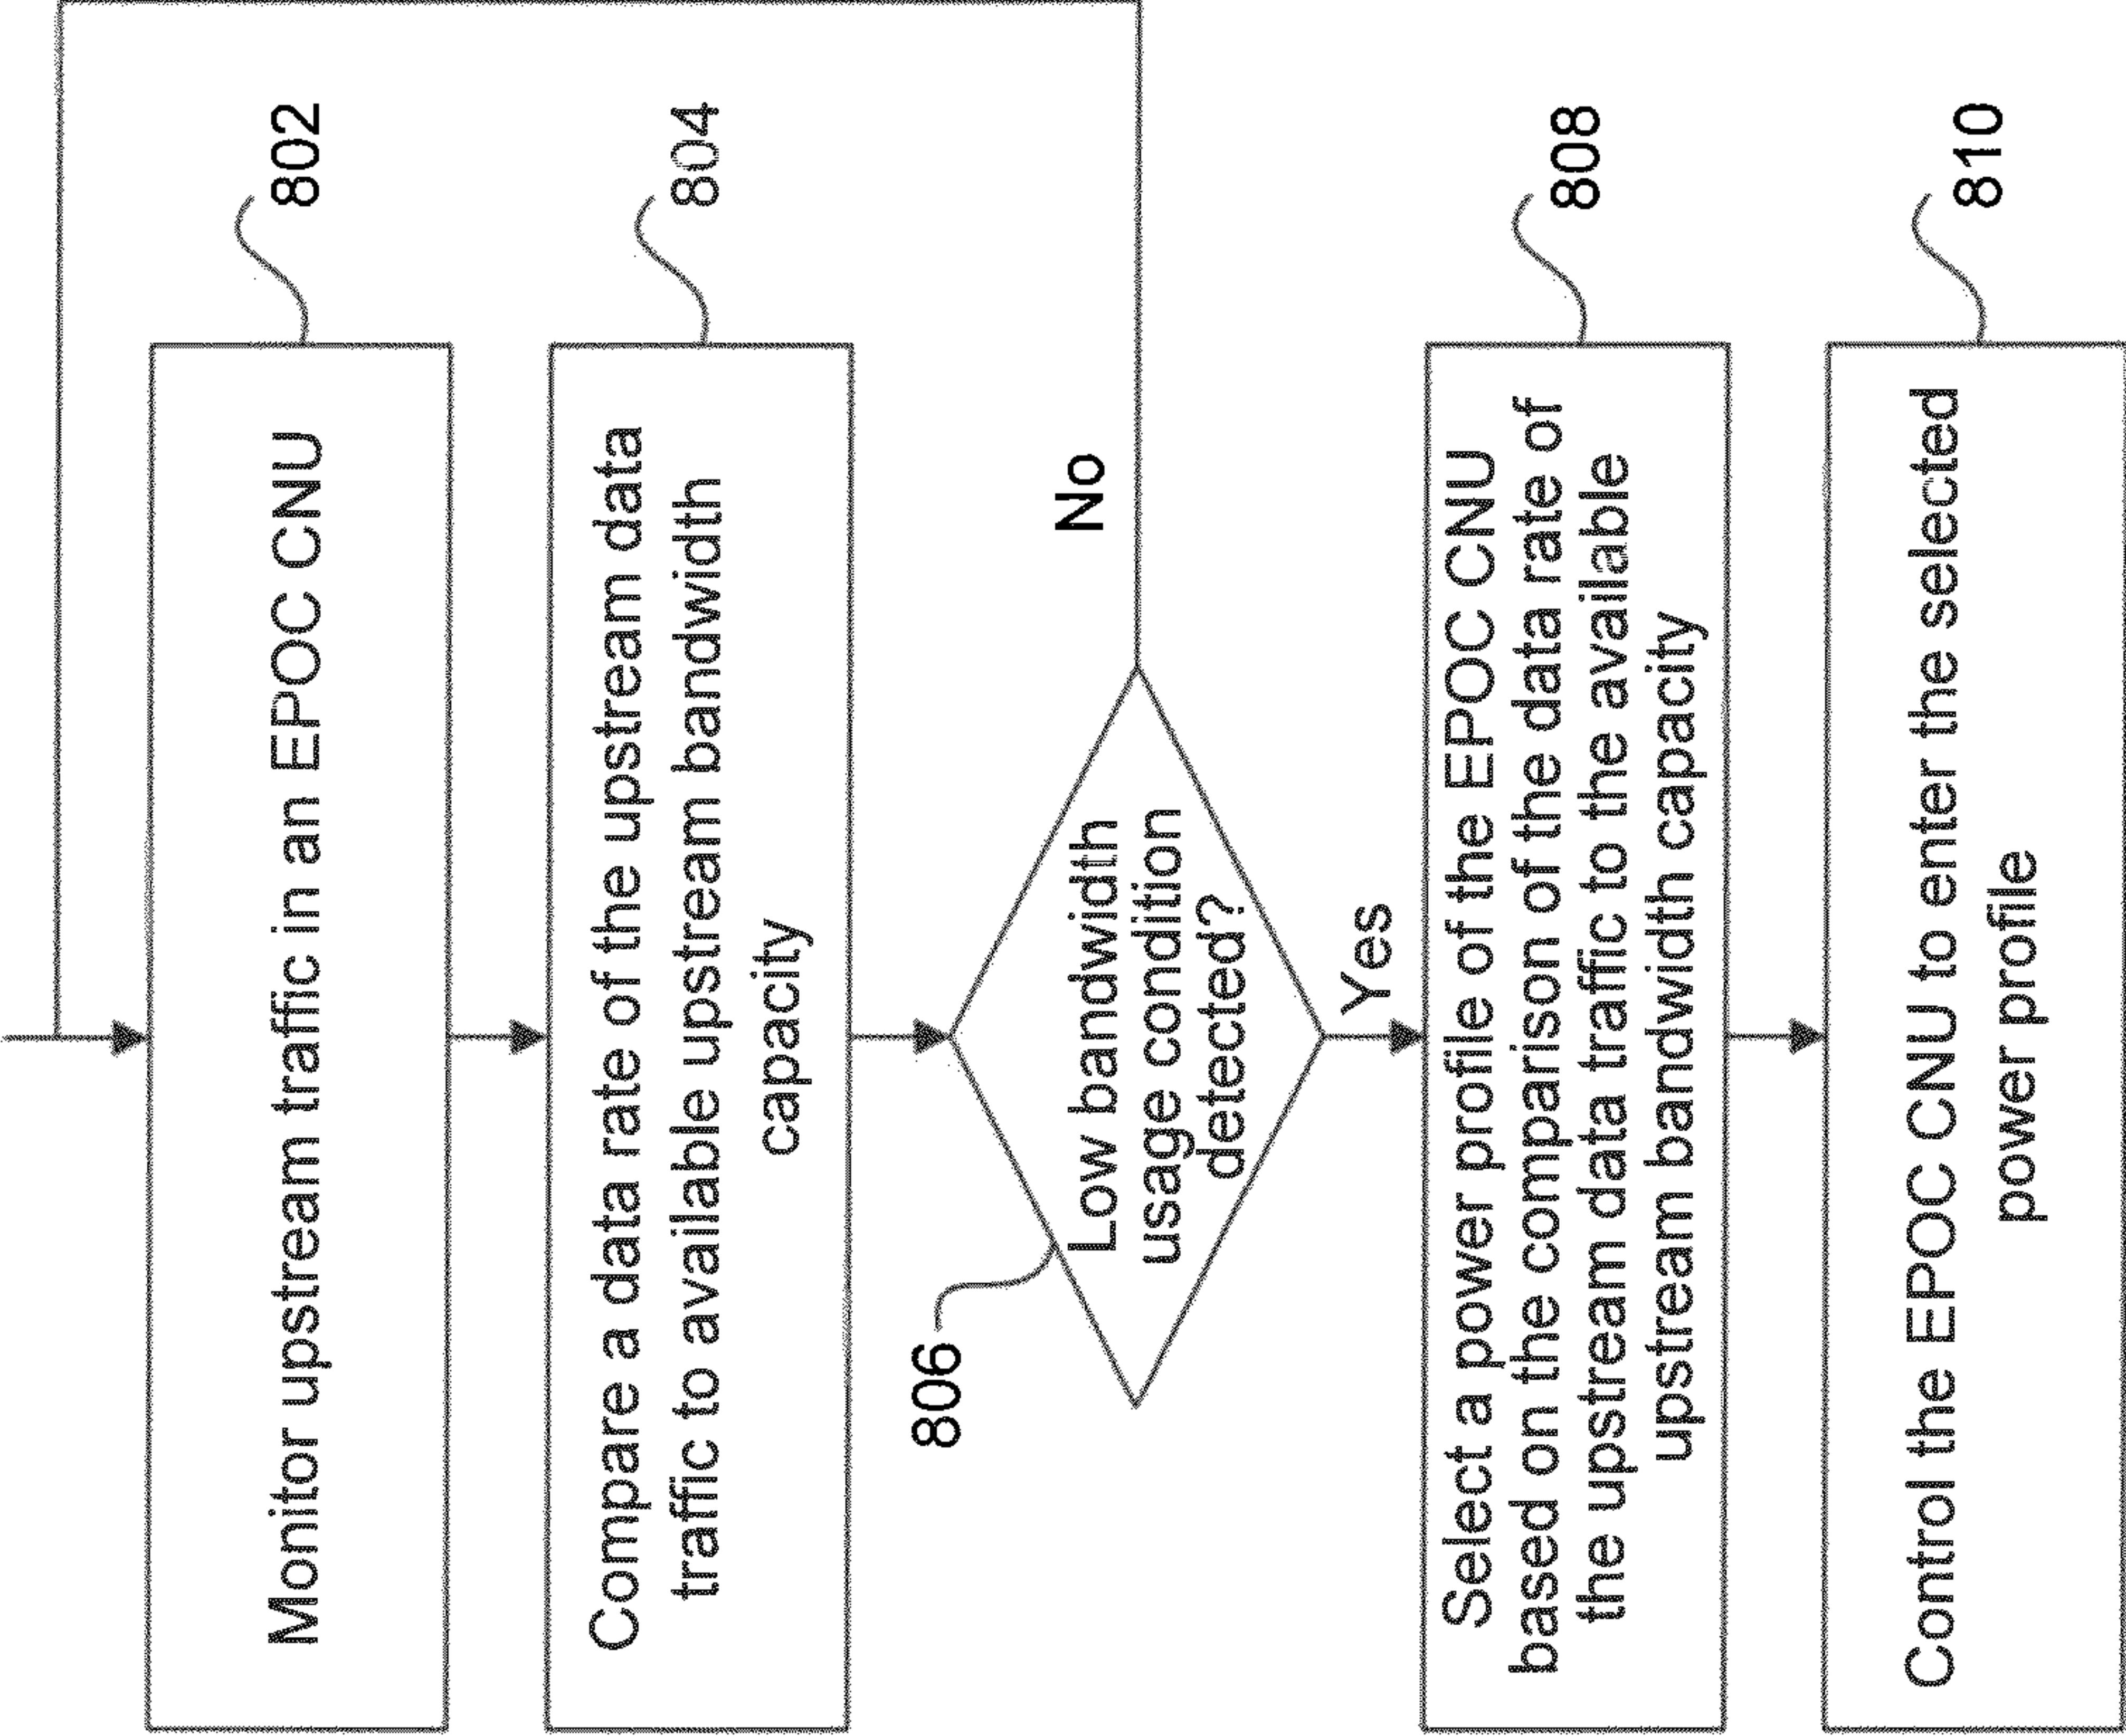 Monitor upstream traffic in an EPOC CNU
802
Compare a data rate of the upstream data
traffic to available upstream bandwidth
capacity
804
806
Low bandwidth
usage condition
detected?
No
Yes
Select a power profile of the EPOC CNU
based on the comparison of the data rate of
the upstream data traffic to the available
upstream bandwidth capacity
808
Control the EPOC CNU to enter the selected
power profile
810